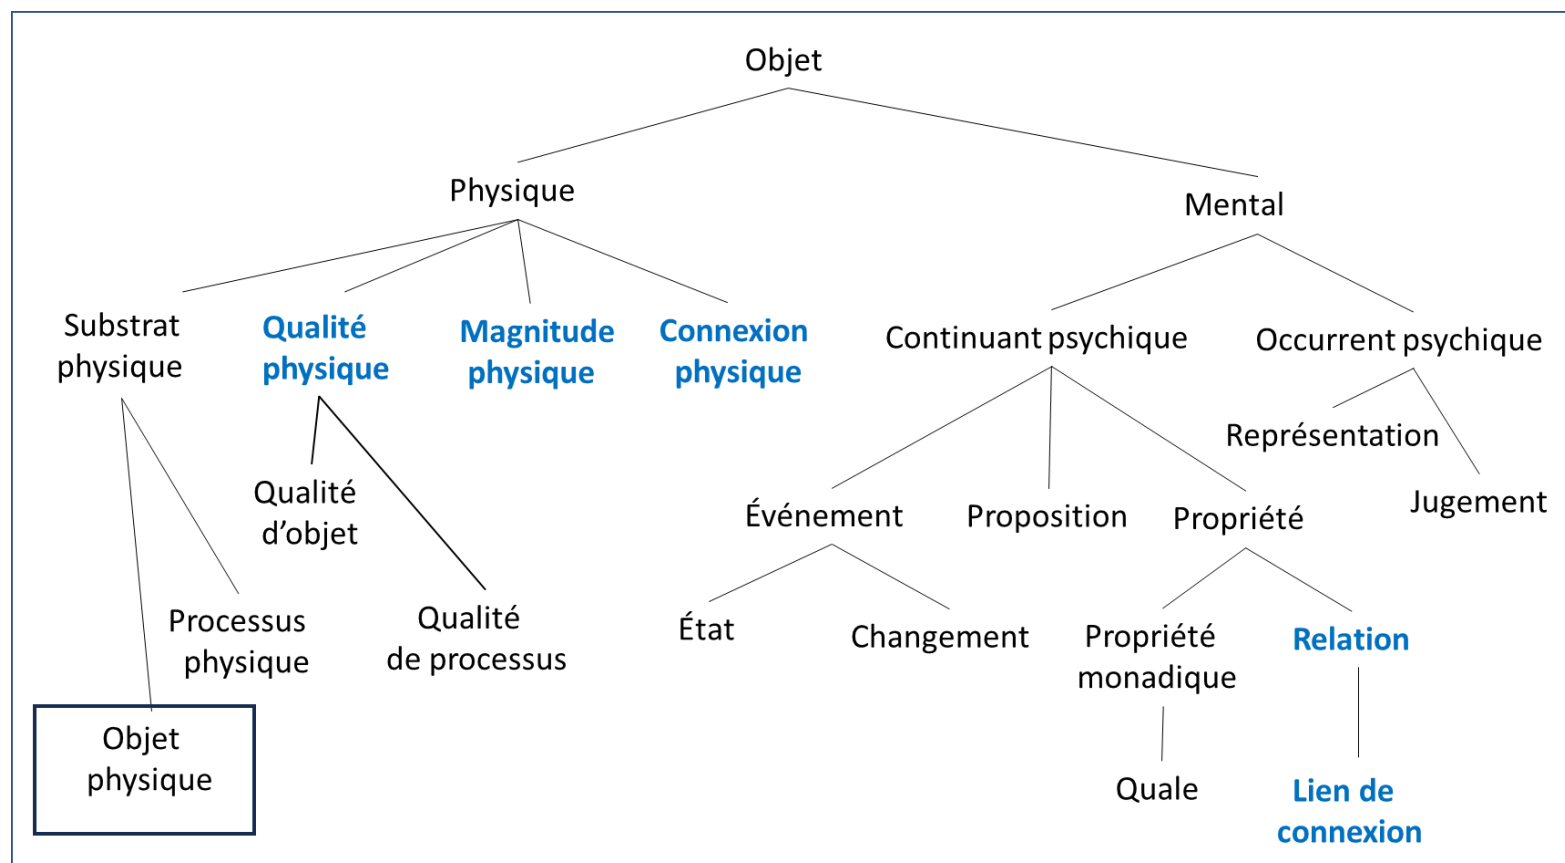 Objet
Physique
Mental
Substrat
physique
Qualité
physique
Magnitude
physique
Connexion
physique
Continuant psychique
Occurrent psychique
Représentation
Jugement
Qualité
d’objet
Événement
Proposition
Propriété
Processus
physique
Qualité
de processus
État
Changement
Propriété
monadique
Relation
Objet
physique
Quale
Lien de
connexion